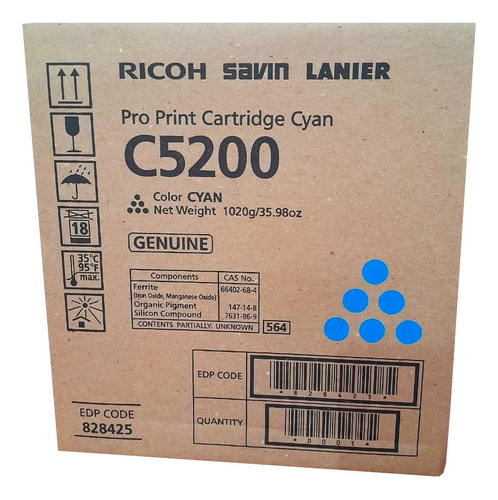 RICOH savin LANIER
Pro Print Cartridge Cyan
C5200
Color CYAN
Net Weight 1020g/35.98oz
GENUINE
18
35°C
95°F
max.
Components CAS No.
Ferrite 66402-68-4
(Iron Oxide, Manganese Oxide)
Organic Pigment 147-14-8
Silicon Compound 7631-86-9
CONTENTS PARTIALLY UNKNOWN 564
EDP CODE
*828425*
QUANTITY
*0001*
EDP CODE
828425